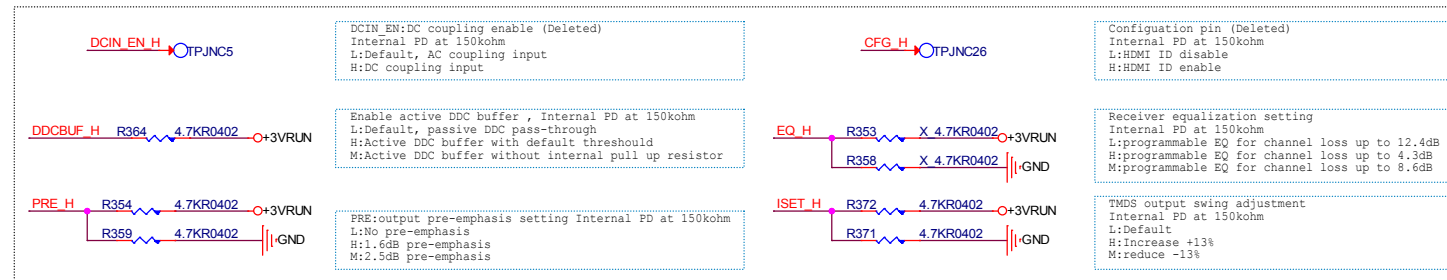 DCIN_EN_H
TPJNC5
DCIN_EN:DC coupling enable (Deleted)
Internal PD at 150kohm
L:Default, AC coupling input
H:DC coupling input
CFG_H
TPJNC26
Configuation pin (Deleted)
Internal PD at 150kohm
L:HDMI ID disable
H:HDMI ID enable
DDCBUF_H R364 4.7KR0402 +3VRUN
Enable active DDC buffer , Internal PD at 150kohm
L:Default, passive DDC pass-through
H:Active DDC buffer with default threshould
M:Active DDC buffer without internal pull up resistor
EQ_H R353 X_4.7KR0402 +3VRUN
R358 X_4.7KR0402 GND
Receiver equalization setting
Internal PD at 150kohm
L:programmable EQ for channel loss up to 12.4dB
H:programmable EQ for channel loss up to 4.3dB
M:programmable EQ for channel loss up to 8.6dB
PRE_H R354 4.7KR0402 +3VRUN
R359 4.7KR0402 GND
PRE:output pre-emphasis setting Internal PD at 150kohm
L:No pre-emphasis
H:1.6dB pre-emphasis
M:2.5dB pre-emphasis
ISET_H R372 4.7KR0402 +3VRUN
R371 4.7KR0402 GND
TMDS output swing adjustment
Internal PD at 150kohm
L:Default
H:Increase +13%
M:reduce -13%